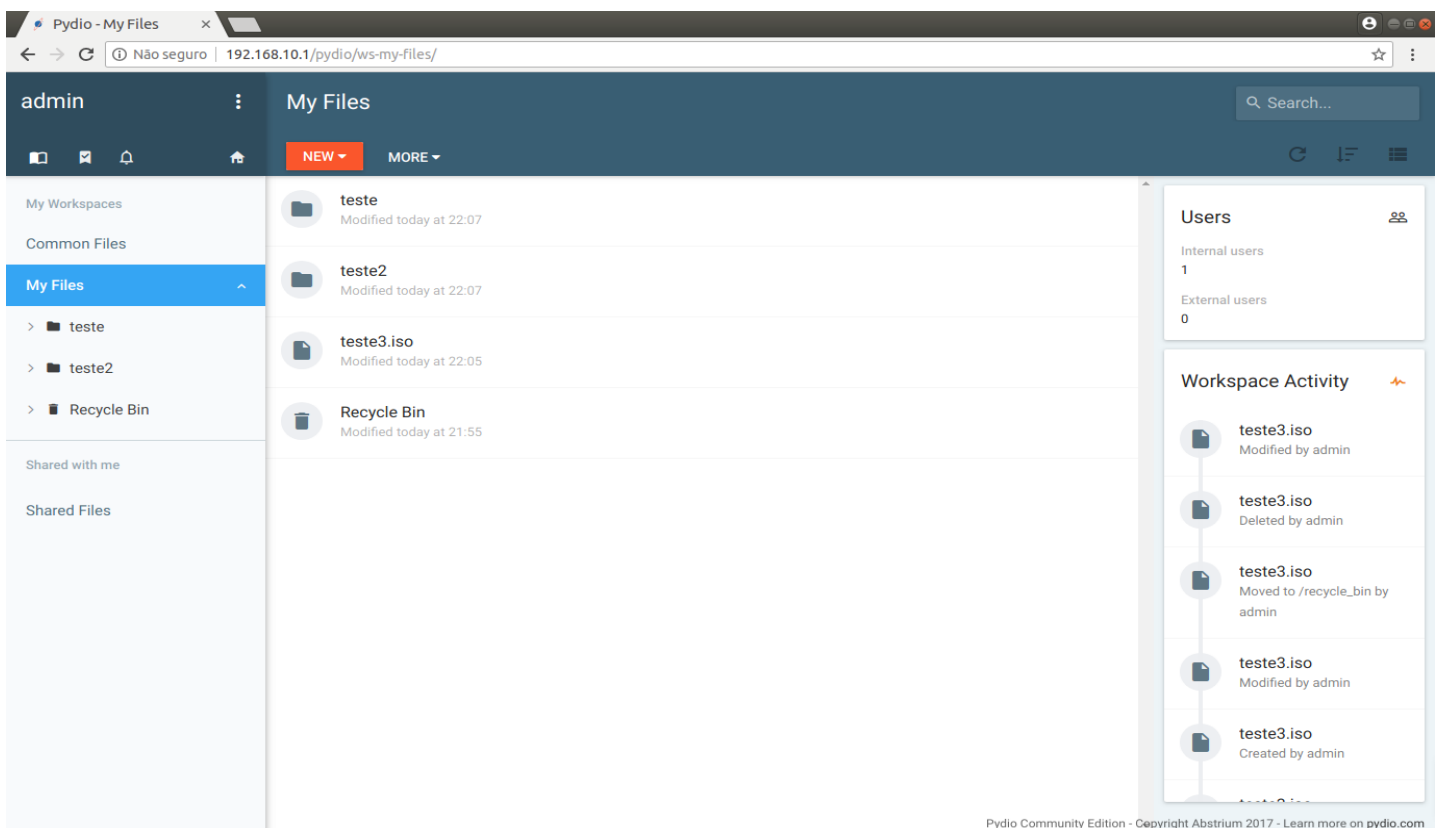 Pydio - My Files
Não seguro 192.168.10.1/pydio/ws-my-files/
admin
My Files
Search...
NEW
MORE
My Workspaces
Common Files
My Files
teste
teste2
Recycle Bin
Shared with me
Shared Files
teste
Modified today at 22:07
teste2
Modified today at 22:07
teste3.iso
Modified today at 22:05
Recycle Bin
Modified today at 21:55
Users
Internal users
1
External users
0
Workspace Activity
teste3.iso
Modified by admin
teste3.iso
Deleted by admin
teste3.iso
Moved to /recycle_bin by
admin
teste3.iso
Modified by admin
teste3.iso
Created by admin
Pydio Community Edition - Copyright Abstrium 2017 - Learn more on pydio.com